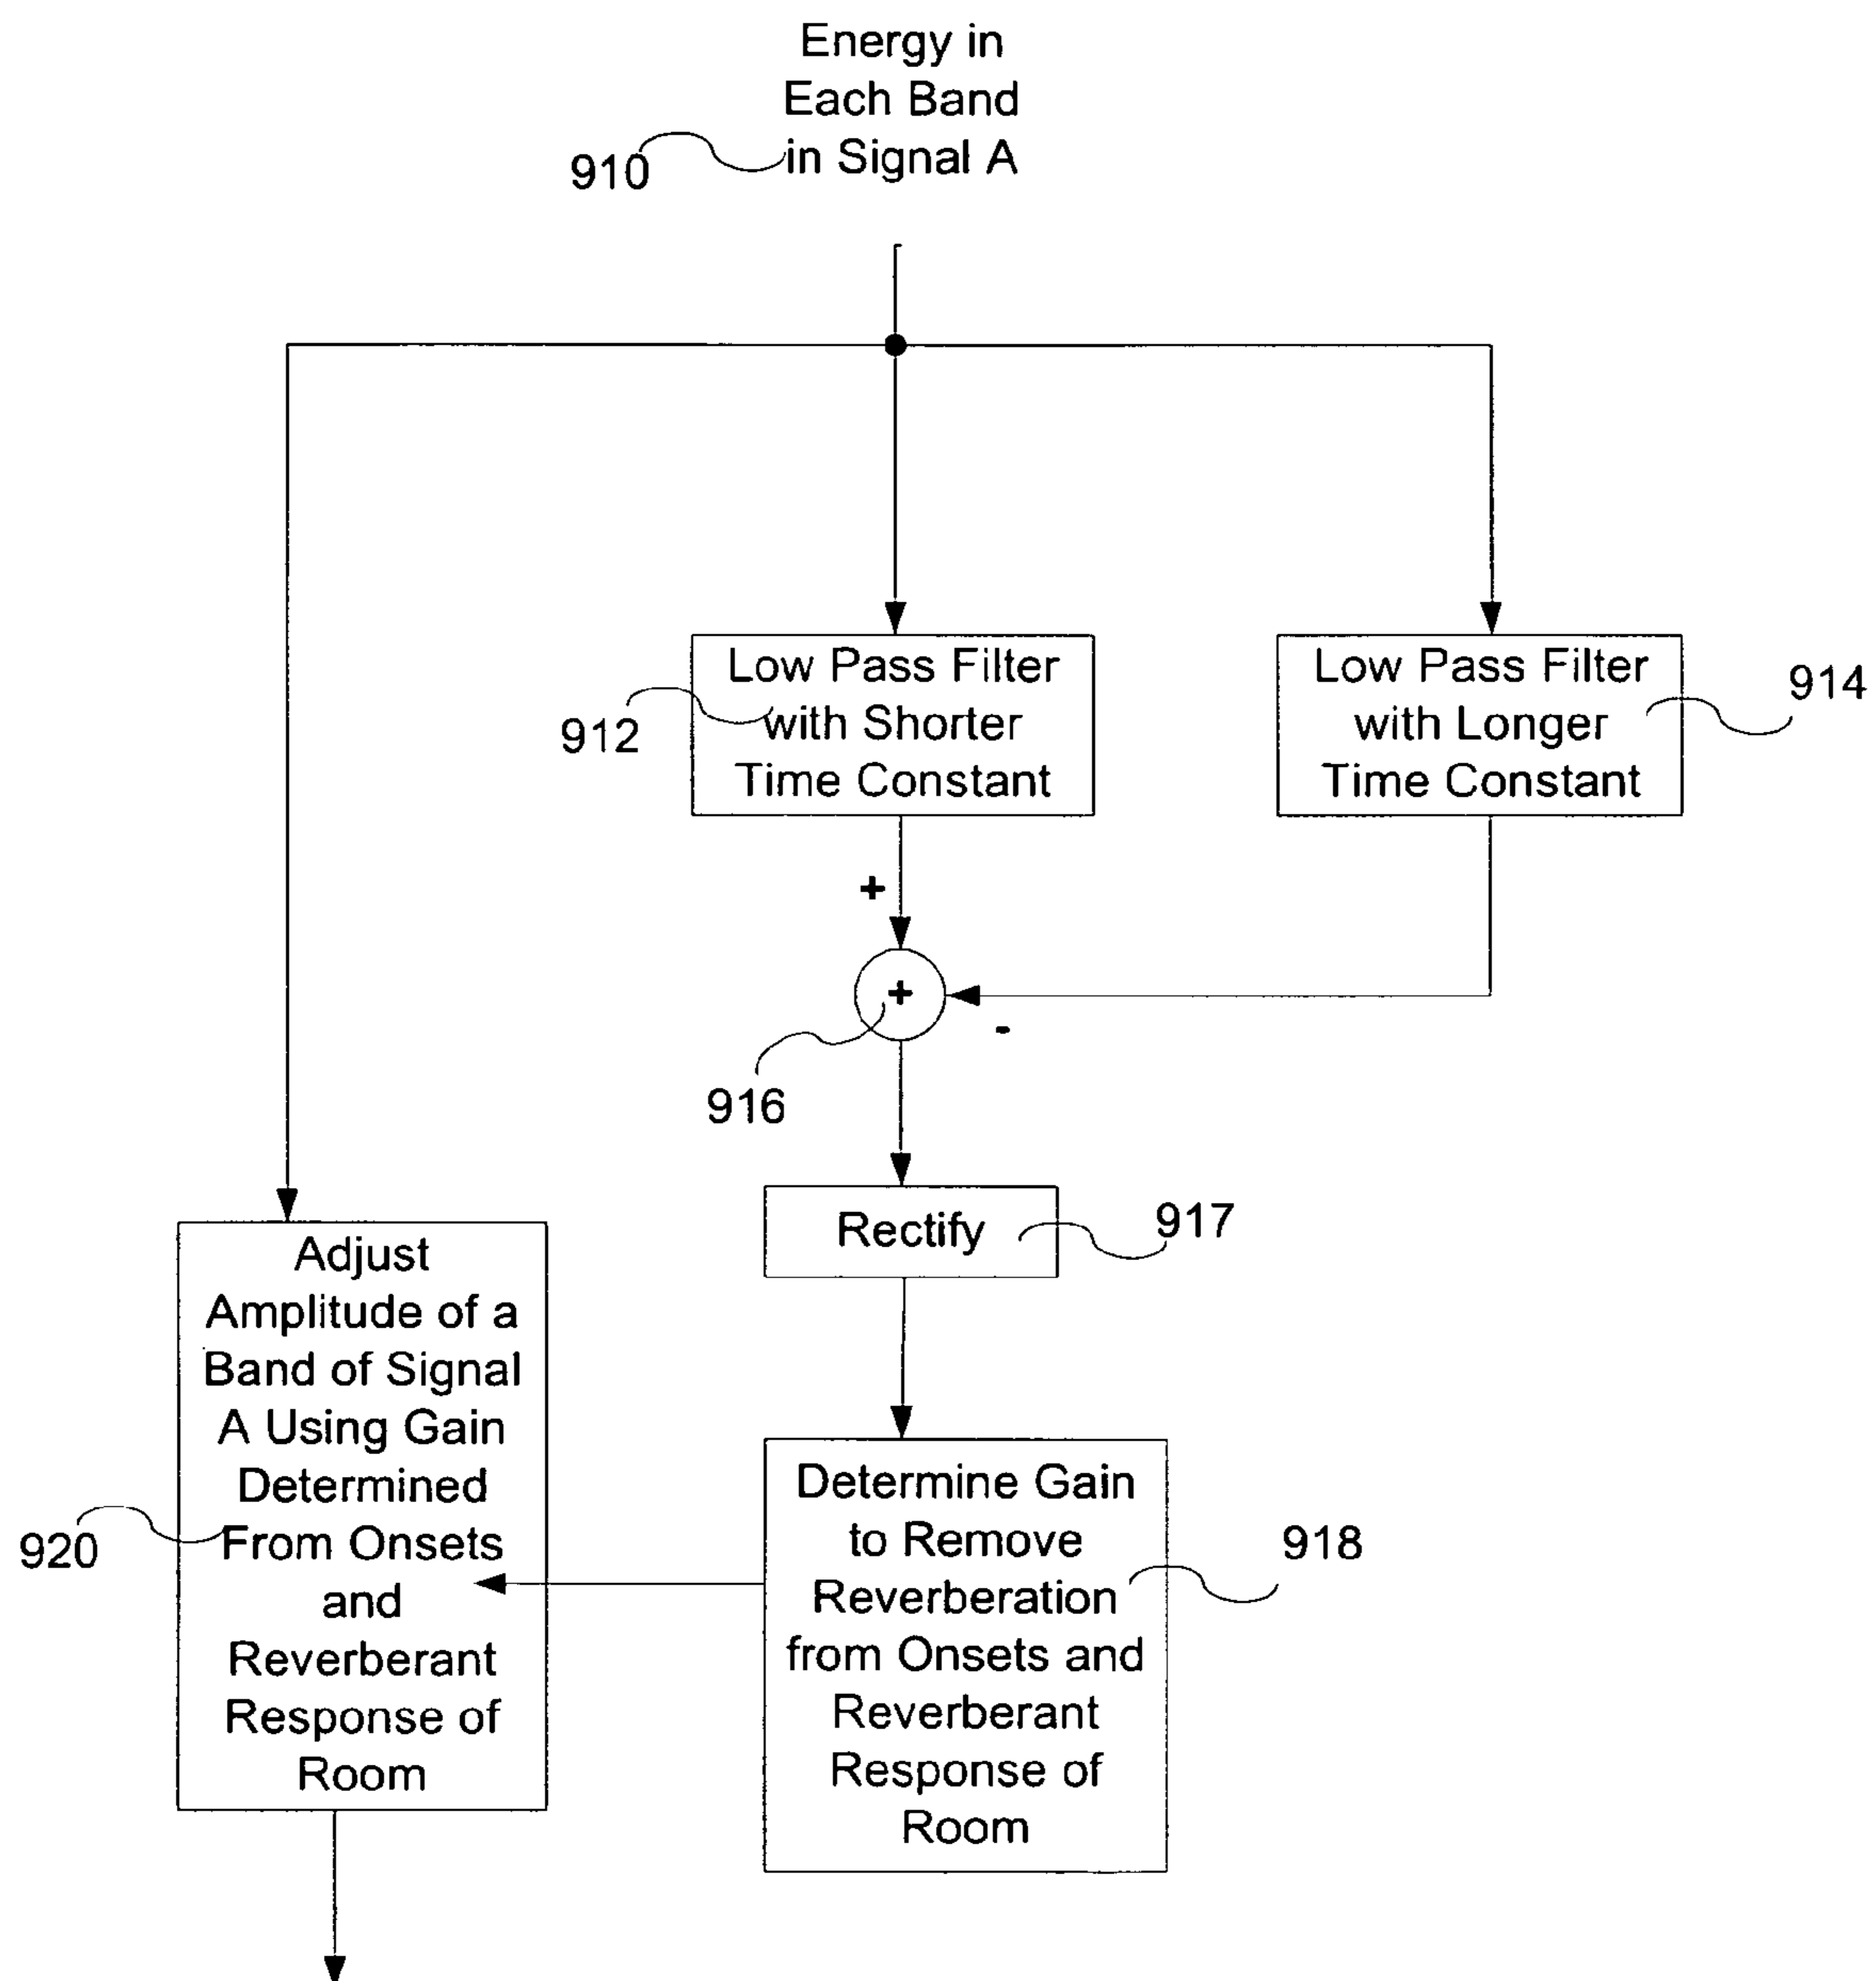 Energy in
Each Band
in Signal A
910
Low Pass Filter
with Shorter
Time Constant
912
Low Pass Filter
with Longer
Time Constant
914
+
+
-
916
Rectify
917
Adjust
Amplitude of a
Band of Signal
A Using Gain
Determined
From Onsets
and
Reverberant
Response of
Room
920
Determine Gain
to Remove
Reverberation
from Onsets and
Reverberant
Response of
Room
918